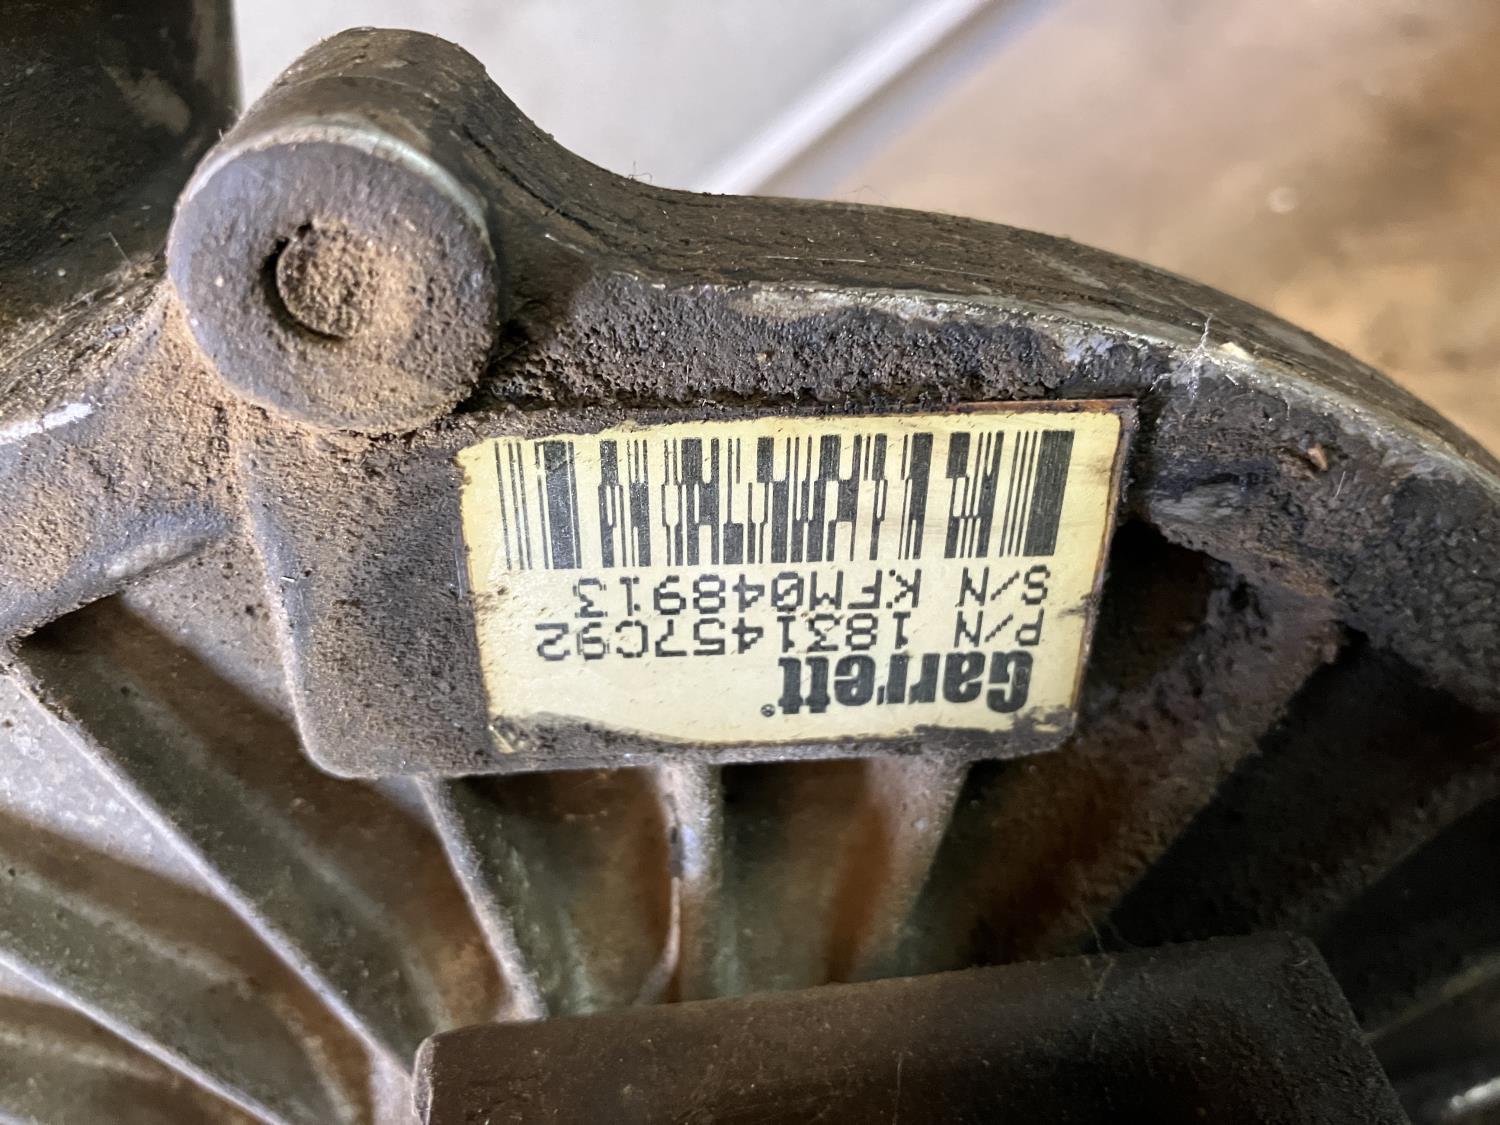 Garrett®
P/N 1831457C92
S/N KFM048913